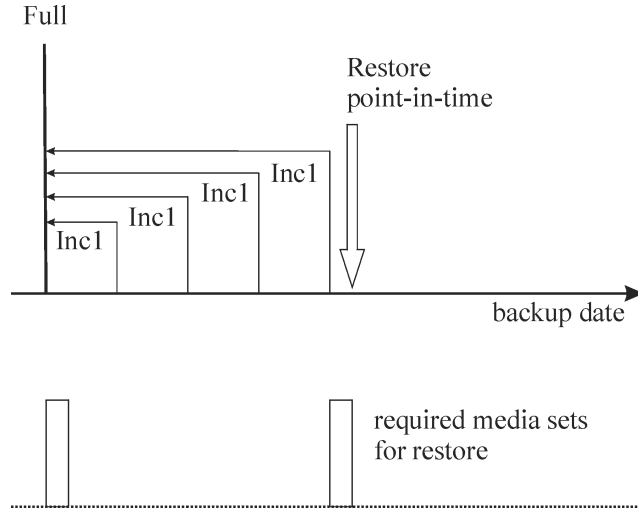 Full
Restore
point-in-time
Inc1
Inc1
Inc1
Inc1
backup date
required media sets
for restore